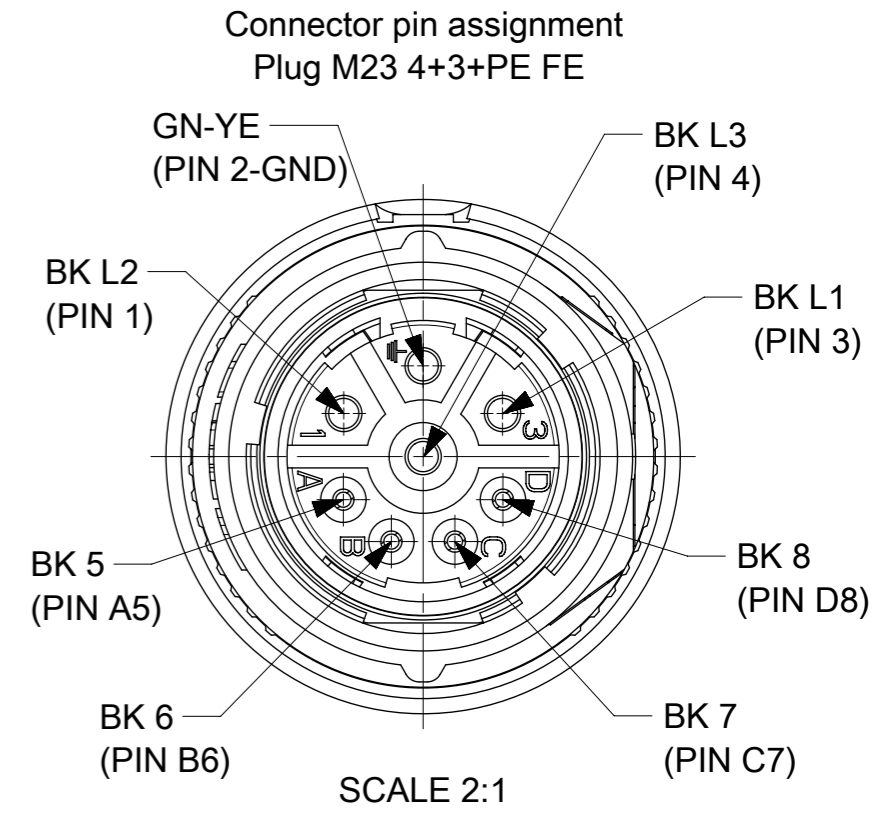 Connector pin assignment
Plug M23 4+3+PE FE
GN-YE
(PIN 2-GND)
BK L3
(PIN 4)
BK L2
(PIN 1)
BK L1
(PIN 3)
1
3
A
D
B
C
BK 5
(PIN A5)
BK 8
(PIN D8)
BK 6
(PIN B6)
BK 7
(PIN C7)
SCALE 2:1